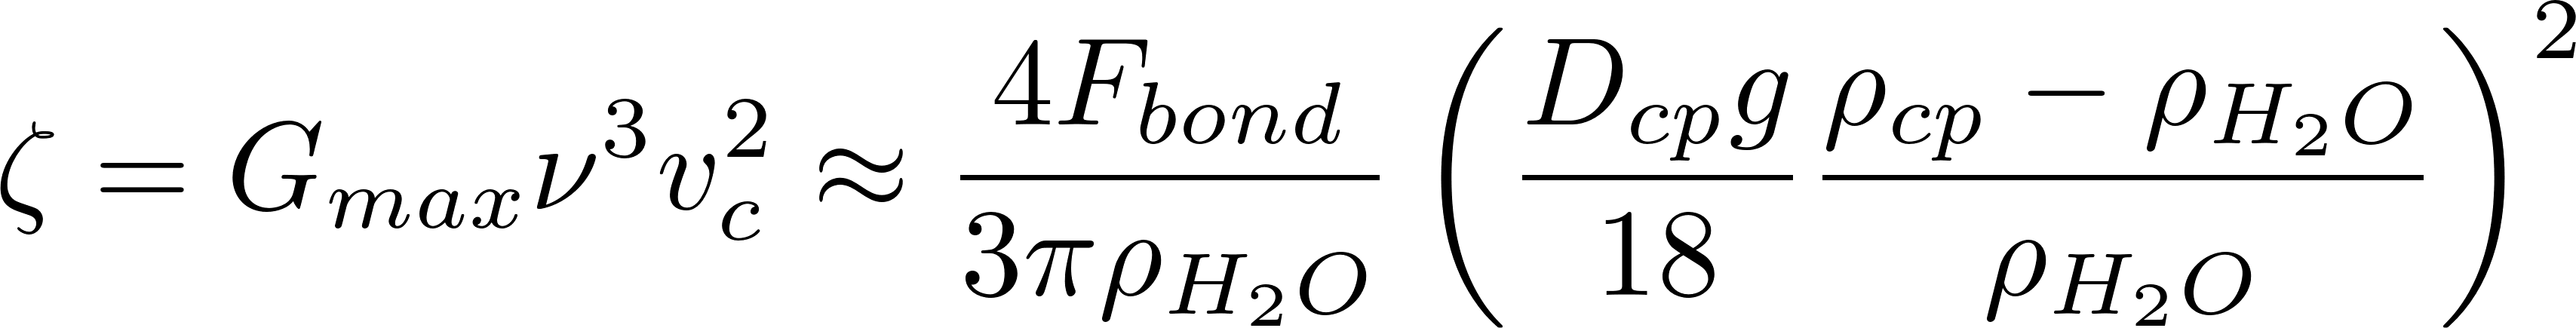 ζ = G_{max} ν^3 v_c^2 ≈ \frac{4F_{bond}}{3πρ_{H_2O}} \left( \frac{D_{cp} g}{18} \frac{ρ_{cp} − ρ_{H_2O}}{ρ_{H_2O}} \right)^2